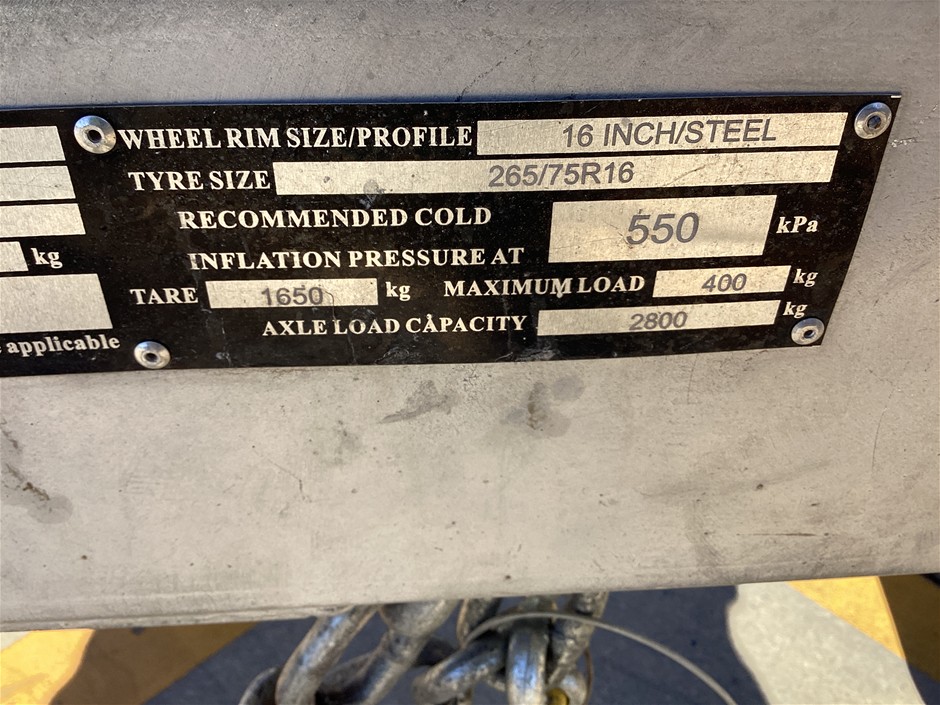 WHEEL RIM SIZE/PROFILE 16 INCH/STEEL
TYRE SIZE 265/75R16
RECOMMENDED COLD
INFLATION PRESSURE AT 550 kPa
kg
TARE 1650 kg MAXIMUM LOAD 400 kg
AXLE LOAD CAPACITY 2800 kg
applicable